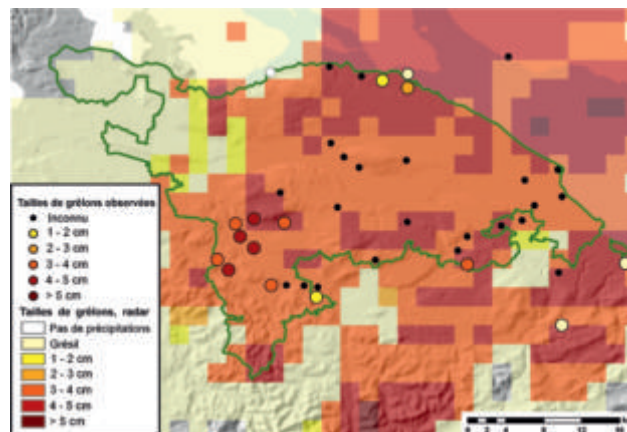 Tailles de grêlons observées
Inconnu
1 - 2 cm
2 - 3 cm
3 - 4 cm
4 - 5 cm
> 5 cm
Tailles de grêlons, radar
Pas de précipitations
Grésil
1 - 2 cm
2 - 3 cm
3 - 4 cm
4 - 5 cm
> 5 cm